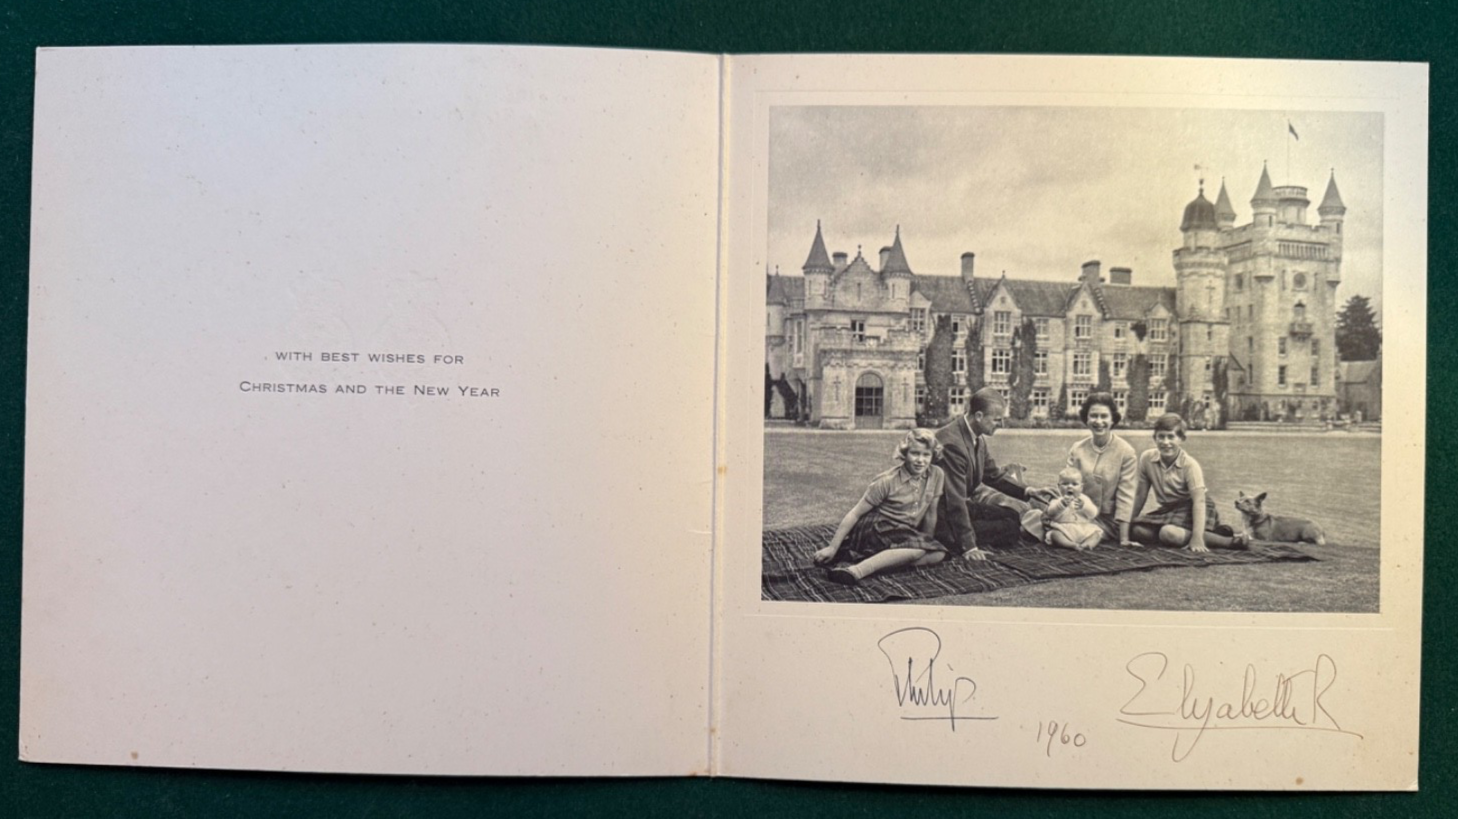 WITH BEST WISHES FOR
CHRISTMAS AND THE NEW YEAR
Philip
1960
Elizabeth R